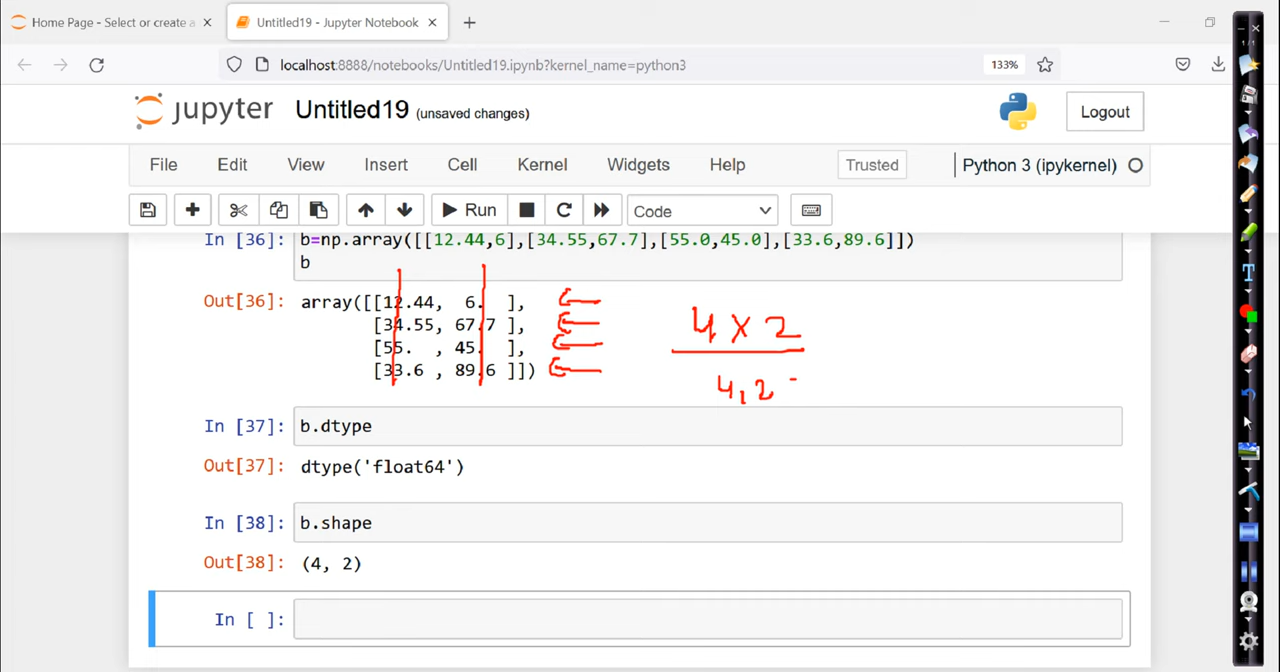 Home Page - Select or create a
Untitled19 - Jupyter Notebook
localhost:8888/notebooks/Untitled19.ipynb?kernel_name=python3
133%
1/1
jupyter Untitled19 (unsaved changes)
Logout
File Edit View Insert Cell Kernel Widgets Help
Trusted
Python 3 (ipykernel)
Run
Code
In [36]: b=np.array([[12.44,6],[34.55,67.7],[55.0,45.0],[33.6,89.6]])
b
Out[36]: array([[12.44, 6. ],
[34.55, 67.7 ],
[55. , 45. ],
[33.6 , 89.6 ]])
4 x 2
4,2
In [37]: b.dtype
Out[37]: dtype('float64')
In [38]: b.shape
Out[38]: (4, 2)
In [ ]:
T